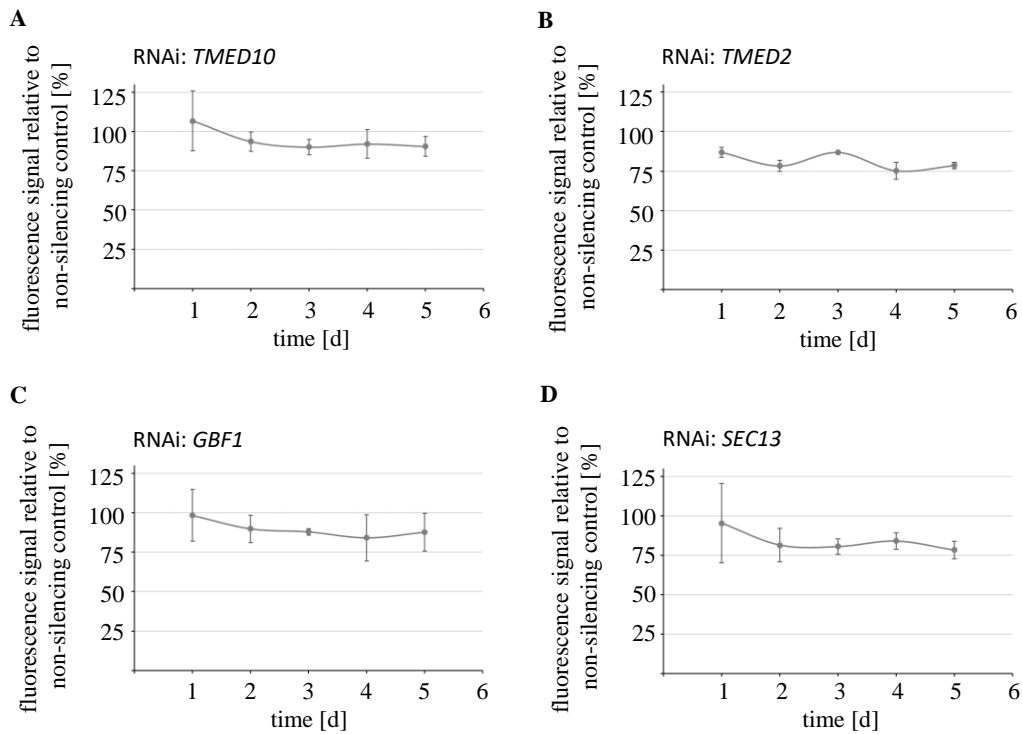 A
fluorescence signal relative to
non-silencing control [%]
RNAi: TMED10
125
100
75
50
25
1 2 3 4 5 6
time [d]
B
fluorescence signal relative to
non-silencing control [%]
RNAi: TMED2
125
100
75
50
25
1 2 3 4 5 6
time [d]
C
fluorescence signal relative to
non-silencing control [%]
RNAi: GBF1
125
100
75
50
25
1 2 3 4 5 6
time [d]
D
fluorescence signal relative to
non-silencing control [%]
RNAi: SEC13
125
100
75
50
25
1 2 3 4 5 6
time [d]